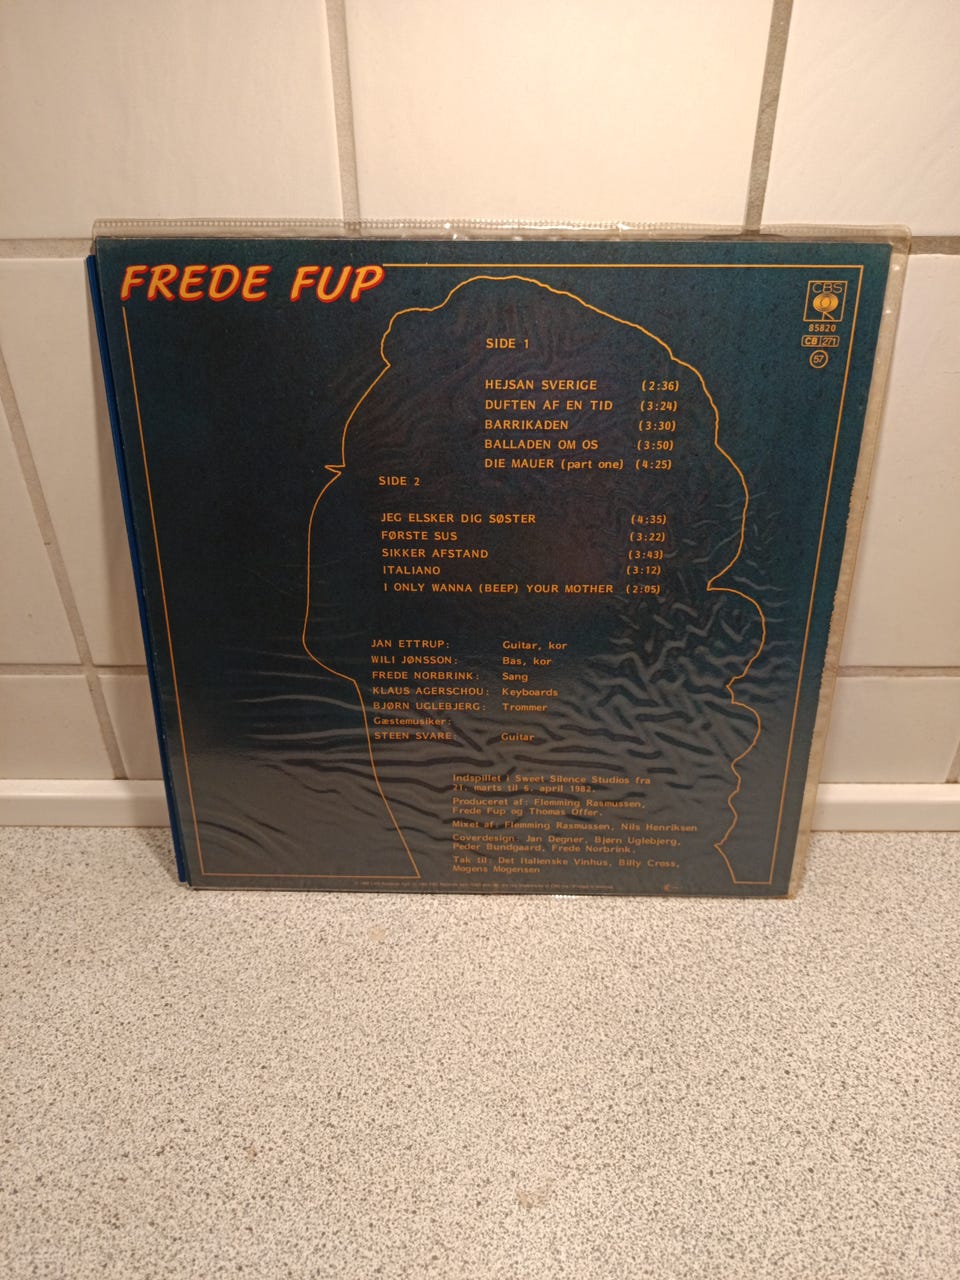 FREDE FUP
CBS
85820
CB 271
57
SIDE 1
HEJSAN SVERIGE (2:36)
DUFTEN AF EN TID (3:24)
BARRIKADEN (3:30)
BALLADEN OM OS (3:50)
DIE MAUER (part one) (4:25)
SIDE 2
JEG ELSKER DIG SØSTER (4:35)
FØRSTE SUS (3:22)
SIKKER AFSTAND (3:43)
ITALIANO (3:12)
I ONLY WANNA (BEEP) YOUR MOTHER (2:05)
JAN ETTRUP: Guitar, kor
WILI JØNSSON: Bas, kor
FREDE NORBRINK: Sang
KLAUS AGERSCHOU: Keyboards
BJØRN UGLEBJERG: Trommer
Gæstemusiker:
STEEN SVARE: Guitar
Indspillet i Sweet Silence Studios fra
21. marts til 6. april 1982.
Produceret af: Flemming Rasmussen,
Frede Fup og Thomas Offer.
Mixet af: Flemming Rasmussen, Nils Henriksen
Coverdesign: Jan Degner, Bjørn Uglebjerg,
Peder Bundgaard, Frede Norbrink.
Tak til: Det Italienske Vinhus, Billy Cross,
Mogens Mogensen